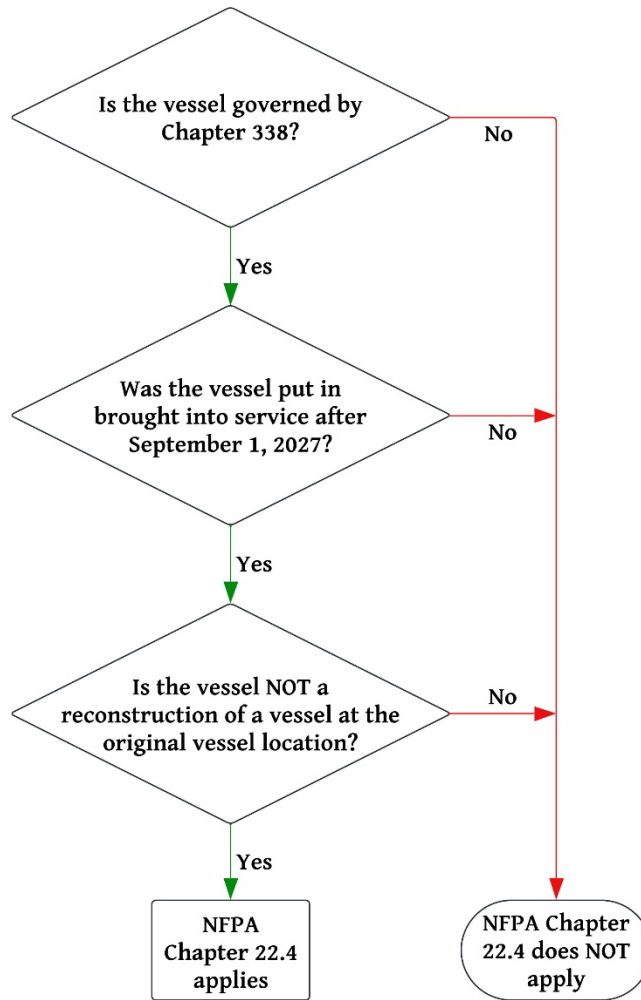 Is the vessel governed by
Chapter 338?
No
Yes
Was the vessel put in
brought into service after
September 1, 2027?
No
Yes
Is the vessel NOT a
reconstruction of a vessel at the
original vessel location?
No
Yes
NFPA
Chapter 22.4
applies
NFPA Chapter
22.4 does NOT
apply